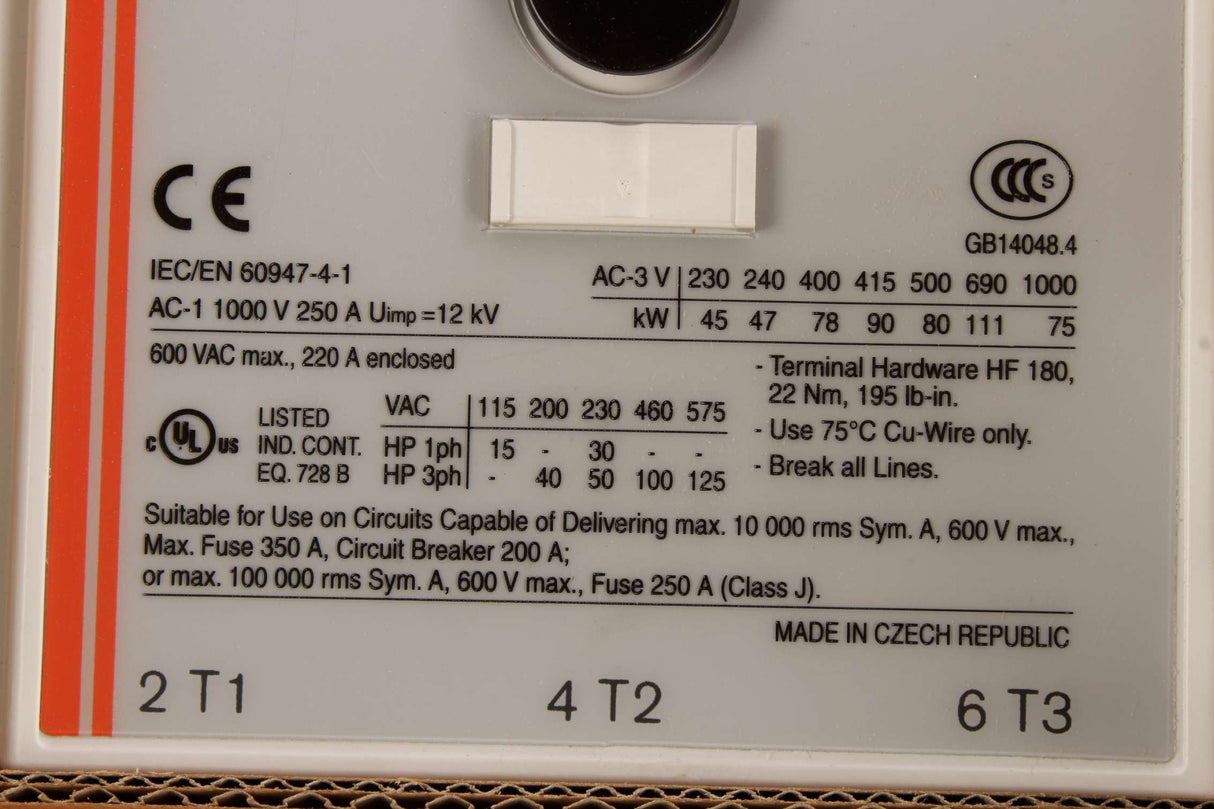 CE
CCC S
GB14048.4
IEC/EN 60947-4-1
AC-1 1000 V 250 A Uimp =12 kV
AC-3 V 230 240 400 415 500 690 1000
kW 45 47 78 90 80 111 75
600 VAC max., 220 A enclosed
- Terminal Hardware HF 180,
22 Nm, 195 lb-in.
- Use 75°C Cu-Wire only.
- Break all Lines.
C UL US
LISTED
IND. CONT.
EQ. 728 B
VAC 115 200 230 460 575
HP 1ph 15 - 30 - -
HP 3ph - 40 50 100 125
Suitable for Use on Circuits Capable of Delivering max. 10 000 rms Sym. A, 600 V max.,
Max. Fuse 350 A, Circuit Breaker 200 A;
or max. 100 000 rms Sym. A, 600 V max., Fuse 250 A (Class J).
MADE IN CZECH REPUBLIC
2 T1 4 T2 6 T3